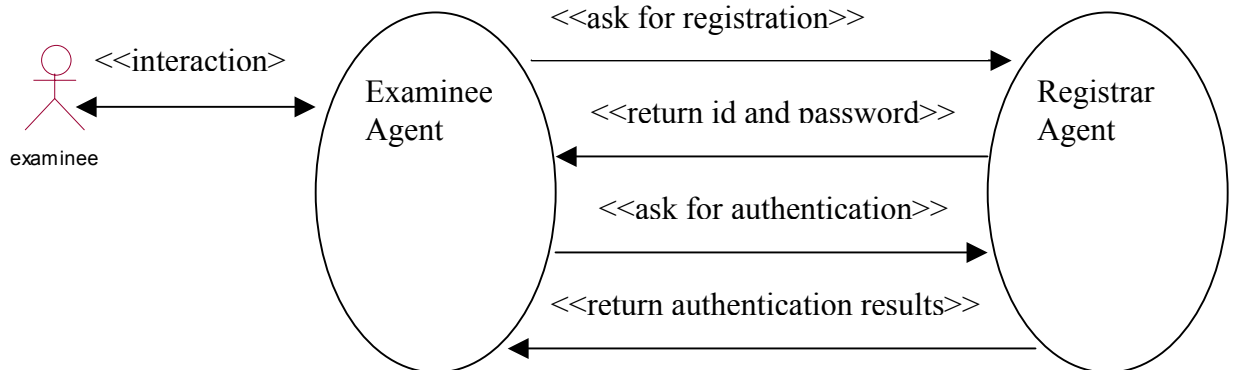 <<ask for registration>>
<<interaction>
Examinee
Agent
Registrar
Agent
<<return id and password>>
examinee
<<ask for authentication>>
<<return authentication results>>